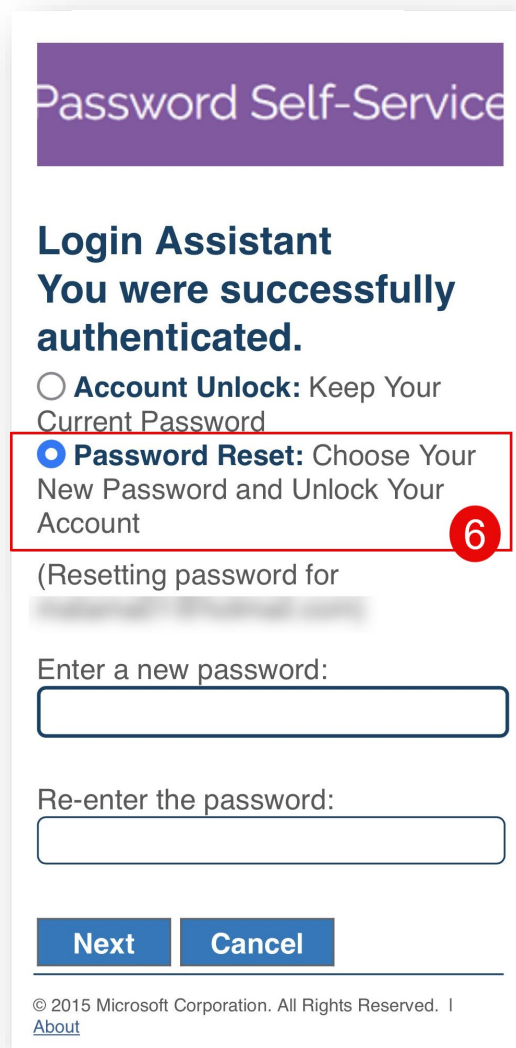 Password Self-Service
Login Assistant
You were successfully
authenticated.
Account Unlock: Keep Your
Current Password
Password Reset: Choose Your
New Password and Unlock Your
Account
6
(Resetting password for
Enter a new password:
Re-enter the password:
Next Cancel
© 2015 Microsoft Corporation. All Rights Reserved. |
About